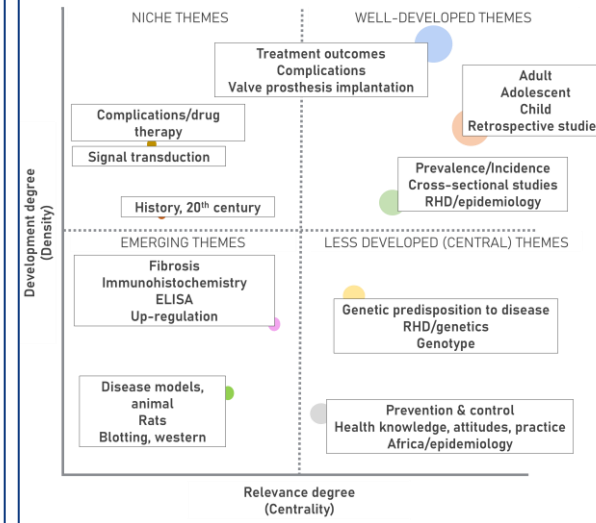 NICHE THEMES
WELL-DEVELOPED THEMES
Treatment outcomes
Complications
Valve prosthesis implantation
Adult
Adolescent
Child
Retrospective studie
Complications/drug
therapy
Signal transduction
Prevalence/Incidence
Cross-sectional studies
RHD/epidemiology
History, 20th century
Development degree
(Density)
EMERGING THEMES
LESS DEVELOPED (CENTRAL) THEMES
Fibrosis
Immunohistochemistry
ELISA
Up-regulation
Genetic predisposition to disease
RHD/genetics
Genotype
Disease models,
animal
Rats
Blotting, western
Prevention & control
Health knowledge, attitudes, practice
Africa/epidemiology
Relevance degree
(Centrality)